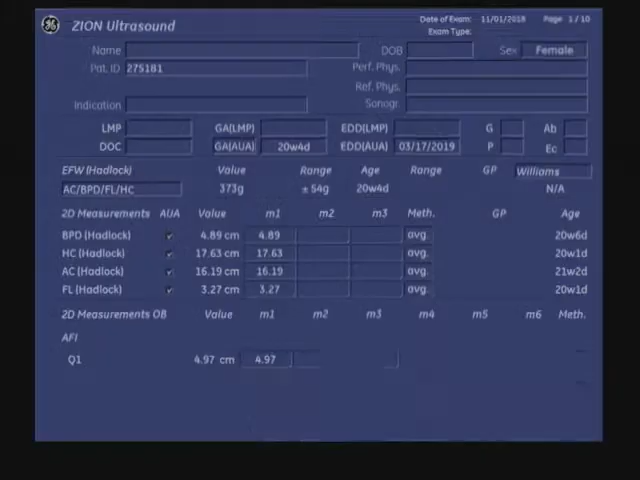 ZION Ultrasound Date of Exam: 11/01/2018 Page 1/10
Exam Type:
Name DOB Sex Female
Pat. ID 275181 Perf. Phys.
Ref. Phys.
Indication Sonogr.
LMP GA(LMP) EDD(LMP) G Ab
DOC GA(AUA) 20w4d EDD(AUA) 03/17/2019 P Ec
EFW (Hadlock) Value Range Age Range GP Williams
AC/BPD/FL/HC 373g ± 54g 20w4d N/A
2D Measurements AUA Value m1 m2 m3 Meth. GP Age
BPD (Hadlock) 4.89 cm 4.89 avg. 20w6d
HC (Hadlock) 17.63 cm 17.63 avg. 20w1d
AC (Hadlock) 16.19 cm 16.19 avg. 21w2d
FL (Hadlock) 3.27 cm 3.27 avg. 20w1d
2D Measurements OB Value m1 m2 m3 m4 m5 m6 Meth.
AFI
Q1 4.97 cm 4.97